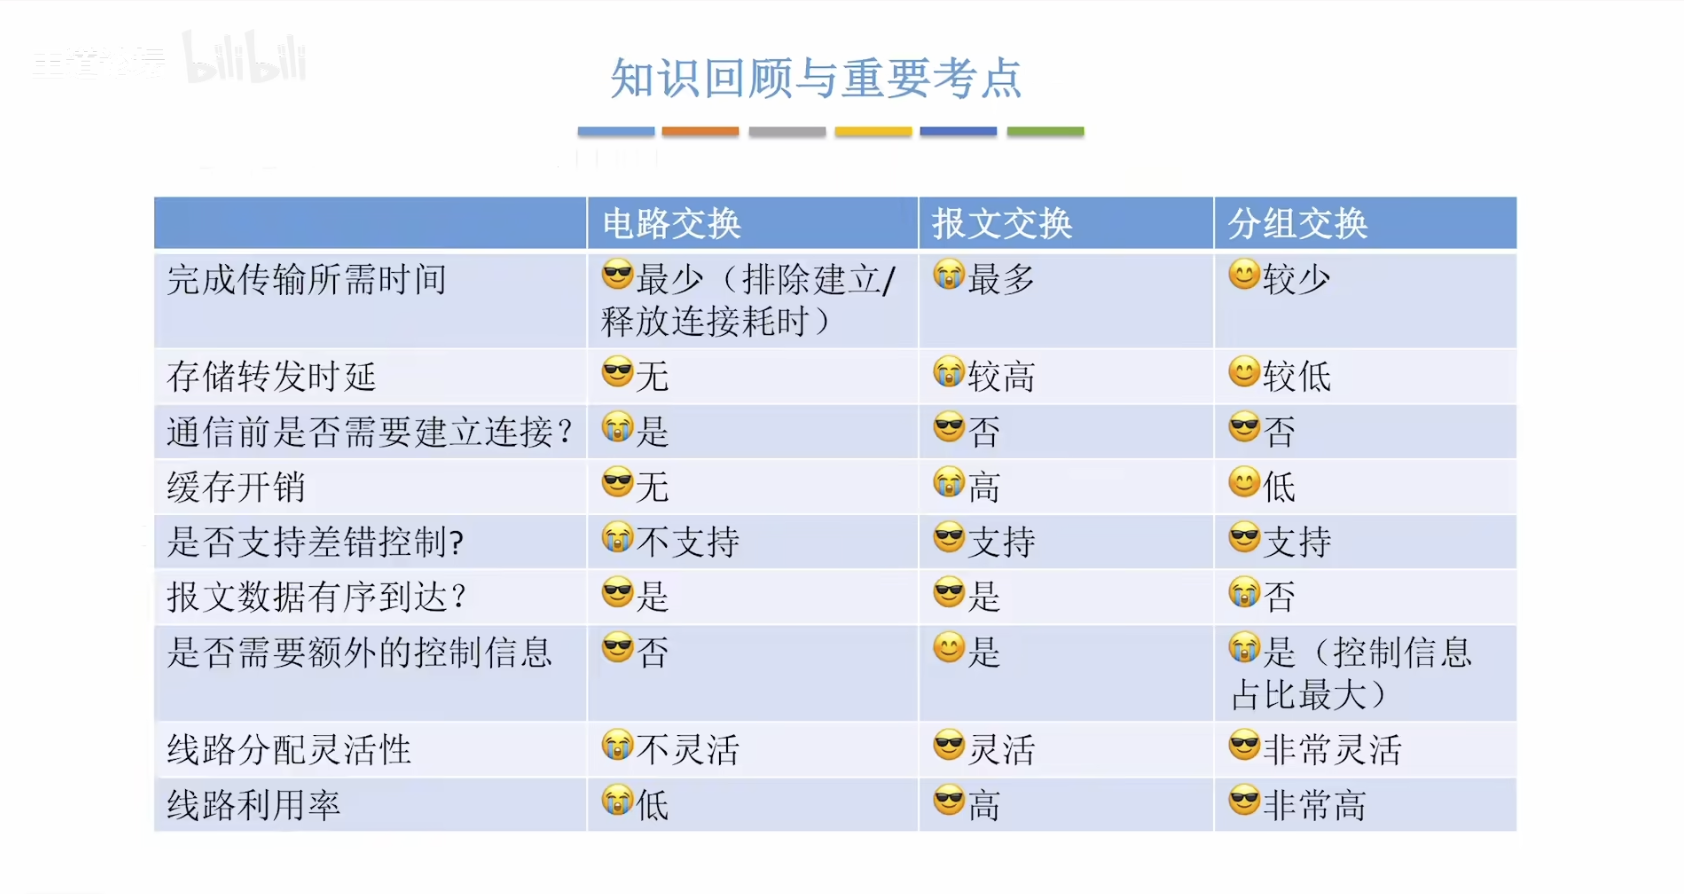 bilibili
知识回顾与重要考点
电路交换 报文交换 分组交换
完成传输所需时间 😎最少（排除建立/ 😭最多 😊较少
释放连接耗时）
存储转发时延 😎无 😭较高 😊较低
通信前是否需要建立连接？ 😭是 😎否 😎否
缓存开销 😎无 😭高 😊低
是否支持差错控制? 😭不支持 😎支持 😎支持
报文数据有序到达？ 😎是 😎是 😭否
是否需要额外的控制信息 😎否 😊是 😭是（控制信息
占比最大）
线路分配灵活性 😭不灵活 😎灵活 😎非常灵活
线路利用率 😭低 😎高 😎非常高